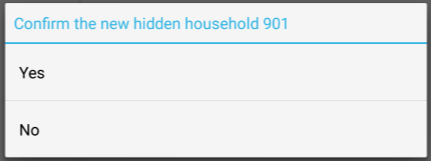 Confirm the new hidden household 901
Yes
No